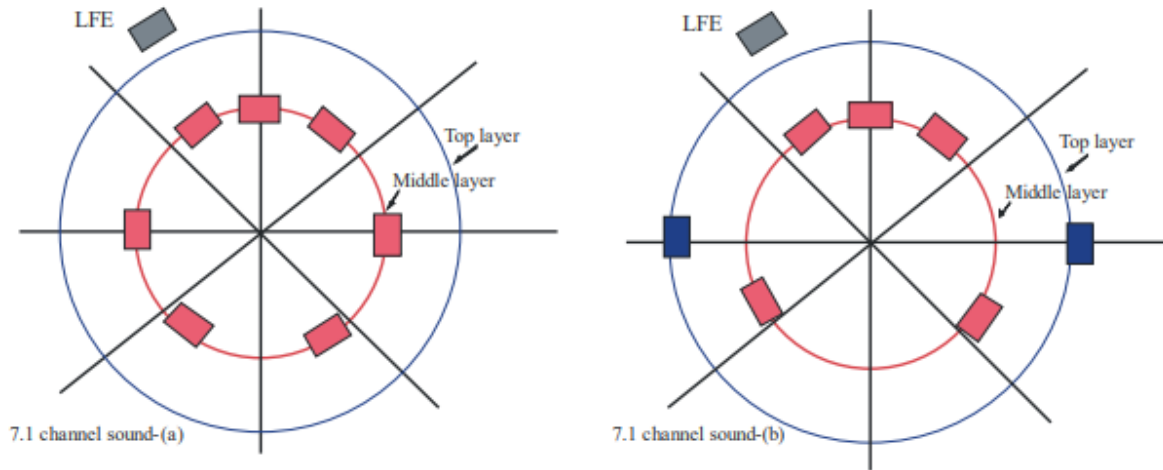 LFE
Top layer
Middle layer
7.1 channel sound-(a)
LFE
Top layer
Middle layer
7.1 channel sound-(b)